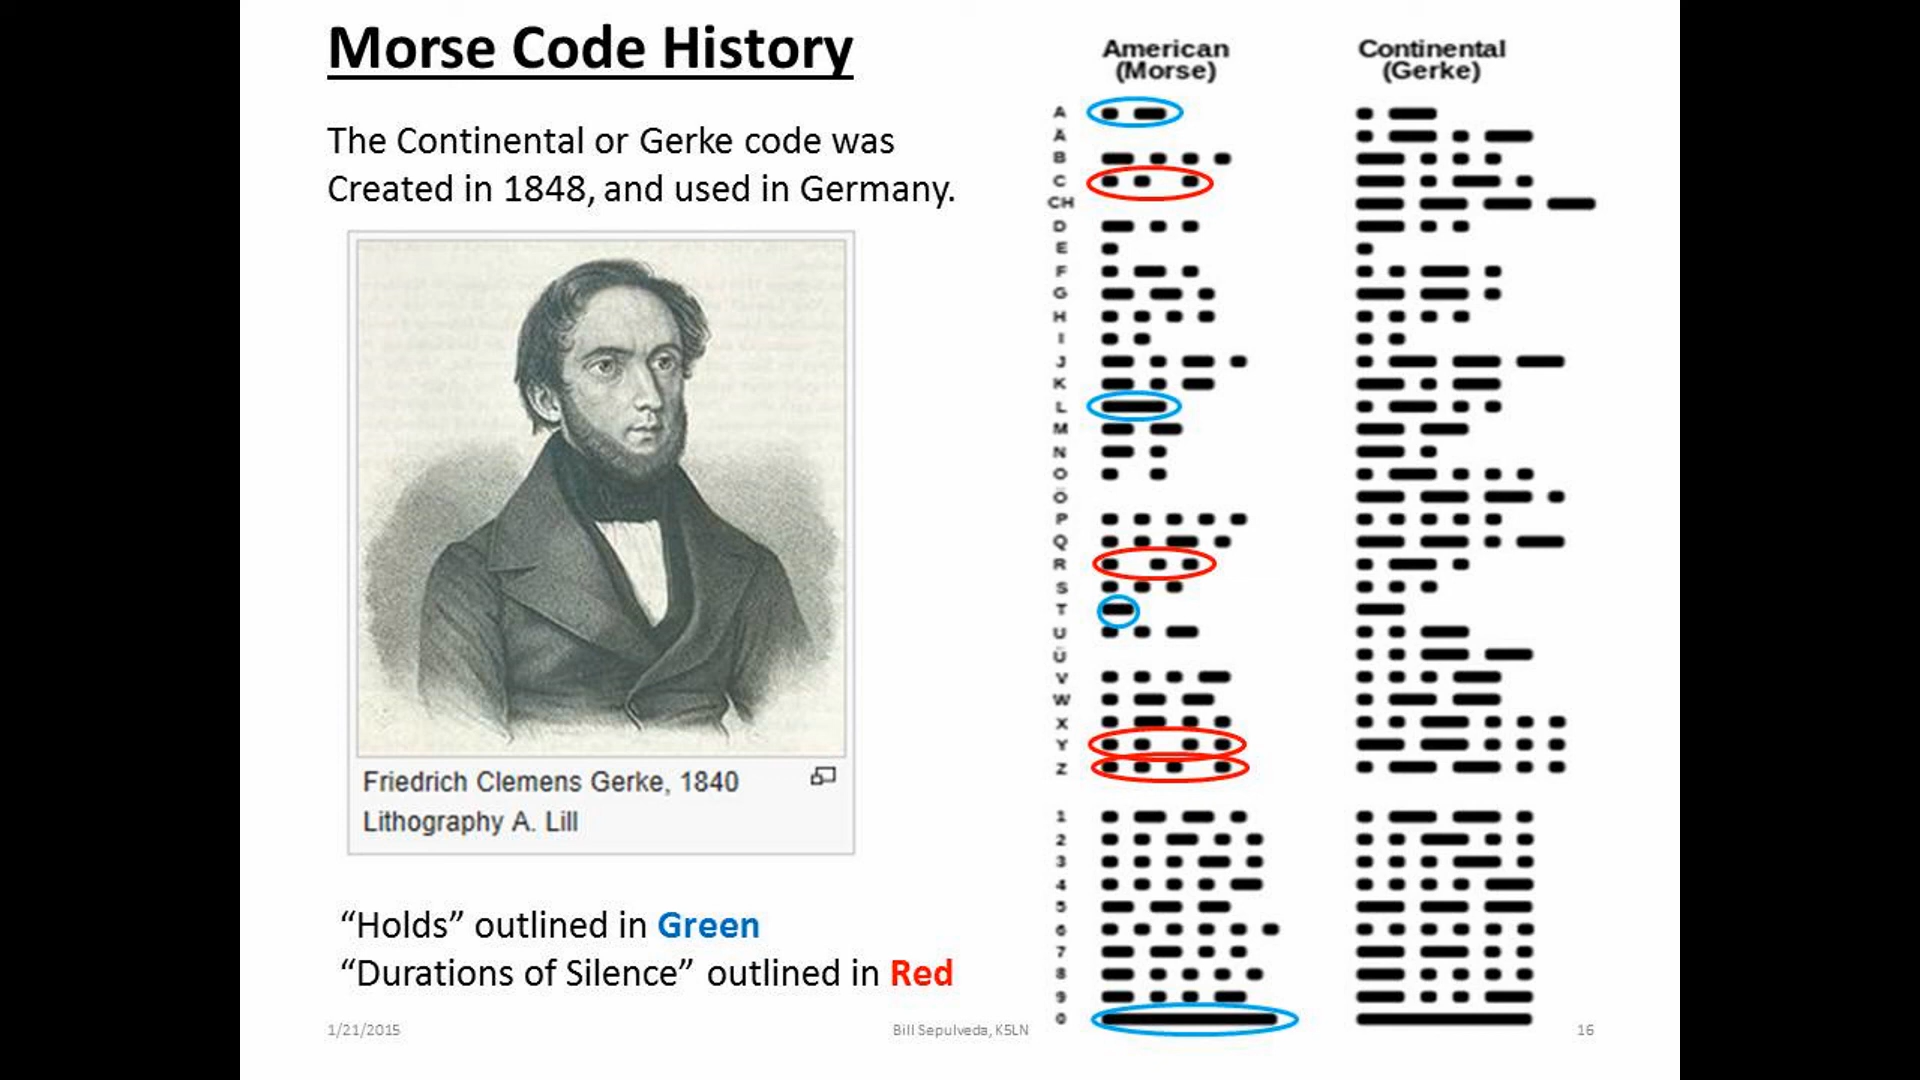 Morse Code History
The Continental or Gerke code was
Created in 1848, and used in Germany.
Friedrich Clemens Gerke, 1840
Lithography A. Lill
“Holds” outlined in Green
“Durations of Silence” outlined in Red
American
(Morse)
Continental
(Gerke)
A
Ä
B
C
CH
D
E
F
G
H
I
J
K
L
M
N
O
Ö
P
Q
R
S
T
U
Ü
V
W
X
Y
Z
1
2
3
4
5
6
7
8
9
0
1/21/2015
Bill Sepulveda, K5LN
16